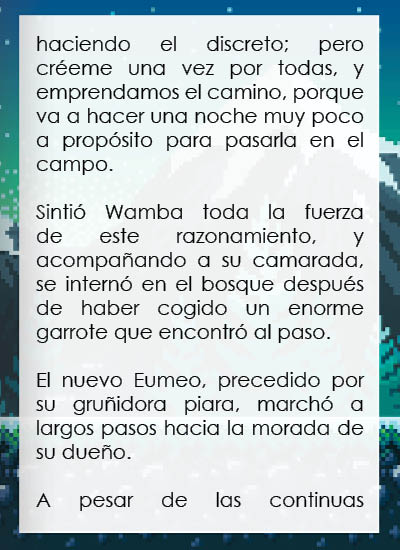 haciendo el discreto; pero
créeme una vez por todas, y
emprendamos el camino, porque
va a hacer una noche muy poco
a propósito para pasarla en el
campo.
Sintió Wamba toda la fuerza
de este razonamiento, y
acompañando a su camarada,
se internó en el bosque después
de haber cogido un enorme
garrote que encontró al paso.
El nuevo Eumeo, precedido por
su gruñidora piara, marchó a
largos pasos hacia la morada de
su dueño.
A pesar de las continuas